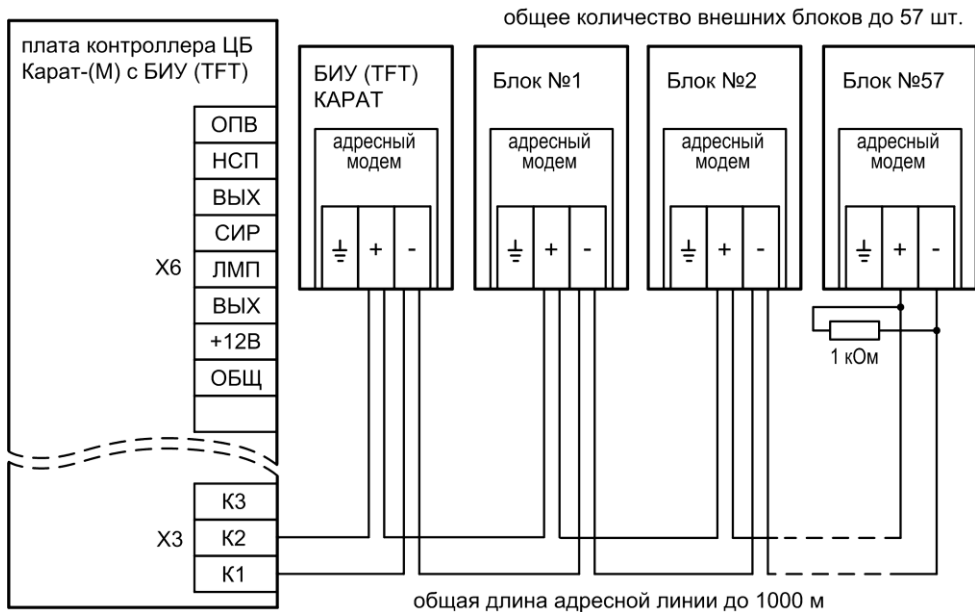 общее количество внешних блоков до 57 шт.
плата контроллера ЦБ
Карат-(М) с БИУ (TFT)
X6
ОПВ
НСП
ВЫХ
СИР
ЛМП
ВЫХ
+12В
ОБЩ
X3
К3
К2
К1
БИУ (TFT)
КАРАТ
адресный
модем
+ -
Блок №1
адресный
модем
+ -
Блок №2
адресный
модем
+ -
Блок №57
адресный
модем
+ -
1 кОм
общая длина адресной линии до 1000 м